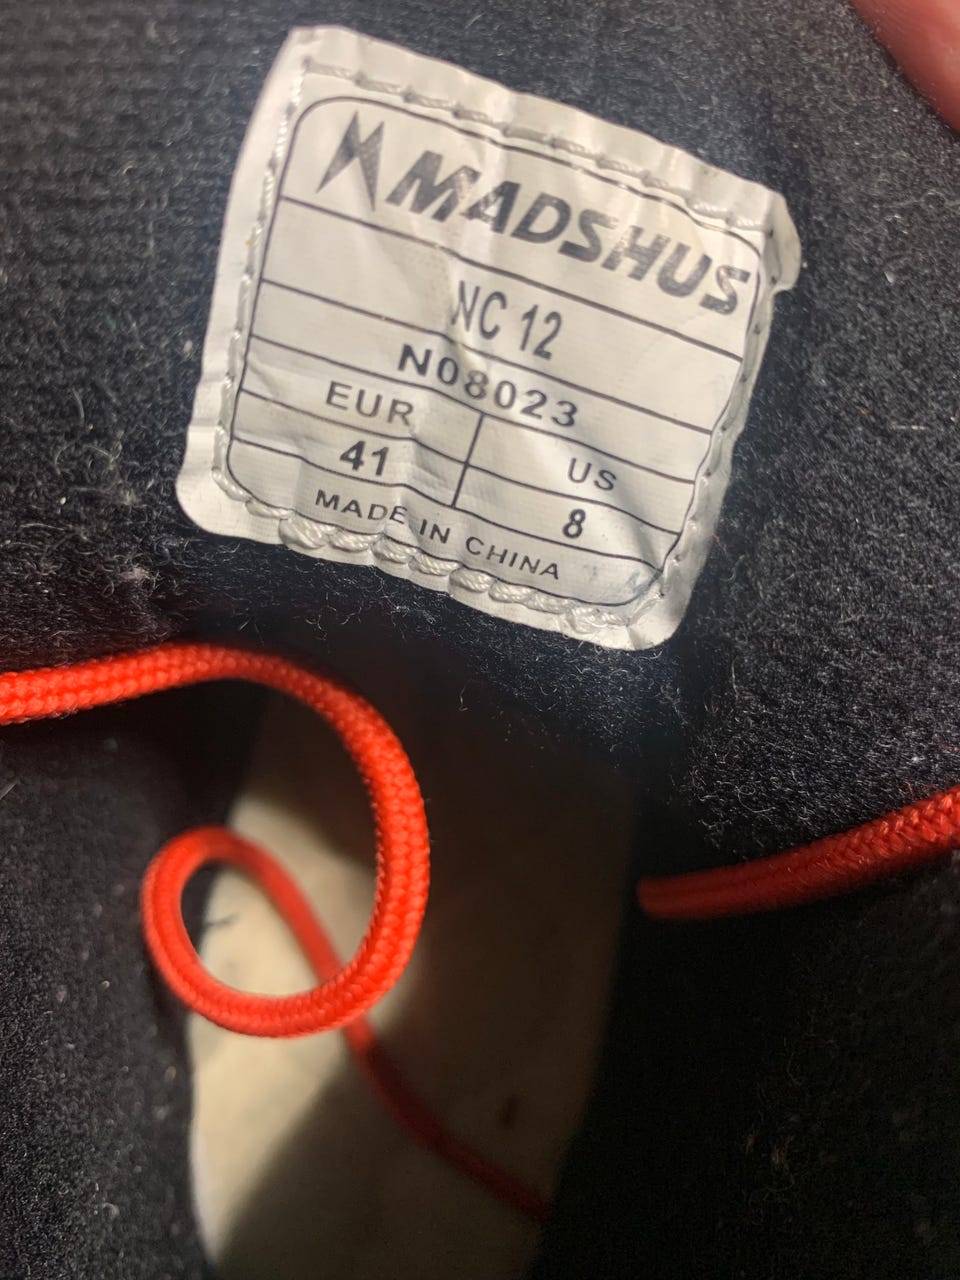 MADSHUS
NC 12
N08023
EUR US
41 8
MADE IN CHINA